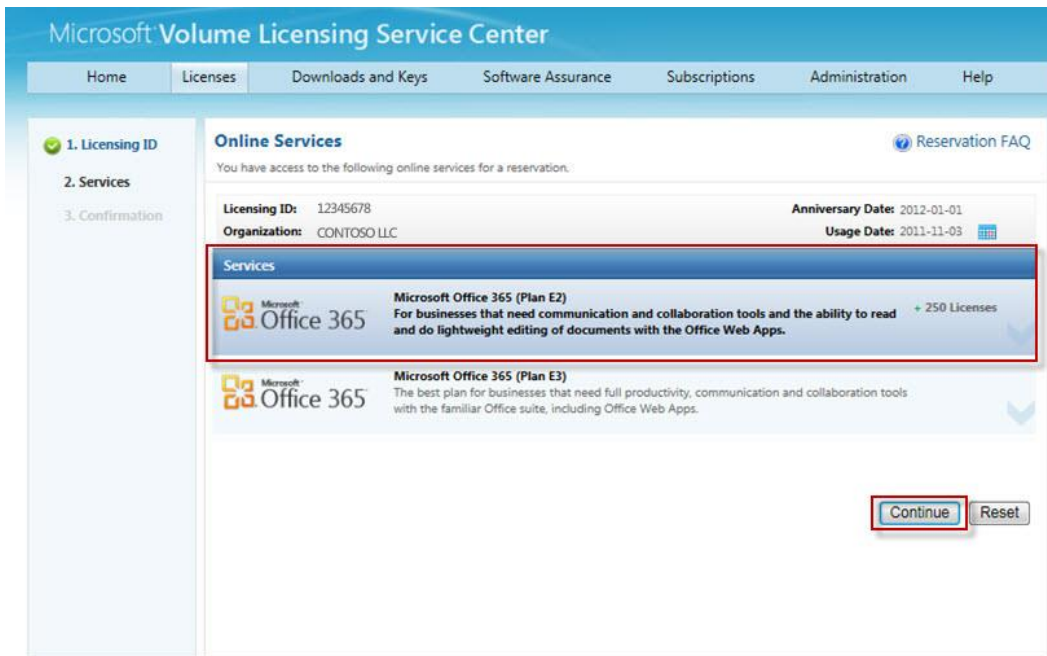 Microsoft Volume Licensing Service Center
Home Licenses Downloads and Keys Software Assurance Subscriptions Administration Help
1. Licensing ID
2. Services
3. Confirmation
Online Services
Reservation FAQ
You have access to the following online services for a reservation.
Licensing ID: 12345678
Anniversary Date: 2012-01-01
Organization: CONTOSO LLC
Usage Date: 2011-11-03
Services
Microsoft
Office 365
Microsoft Office 365 (Plan E2)
For businesses that need communication and collaboration tools and the ability to read
and do lightweight editing of documents with the Office Web Apps.
+ 250 Licenses
Microsoft
Office 365
Microsoft Office 365 (Plan E3)
The best plan for businesses that need full productivity, communication and collaboration tools
with the familiar Office suite, including Office Web Apps.
Continue Reset